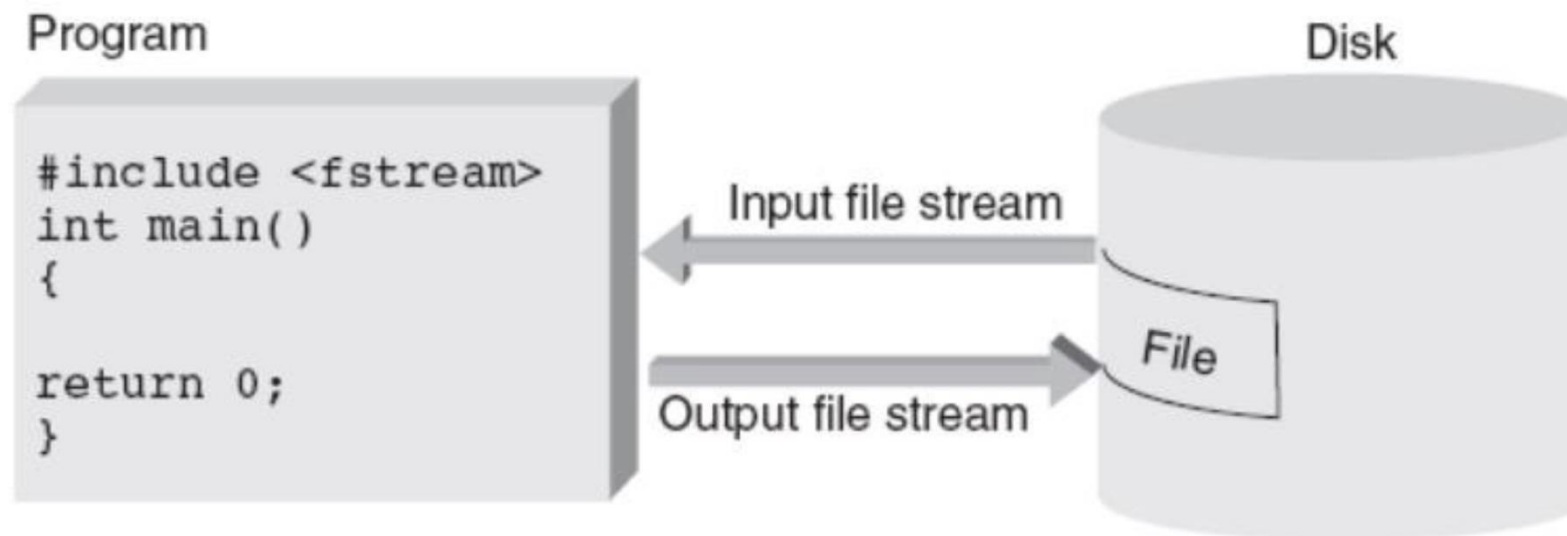 Program
#include <fstream>
int main()
{
return 0;
}
Input file stream
Output file stream
Disk
File